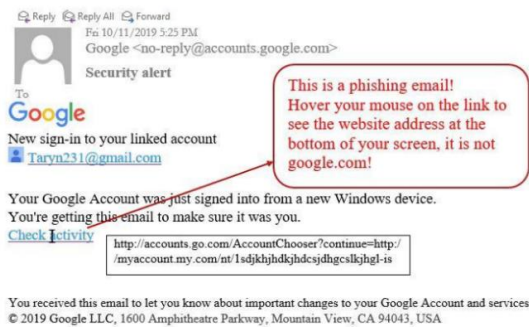 Reply Reply All Forward
Fri 10/11/2019 5:25 PM
Google <no-reply@accounts.google.com>
Security alert
To
Google
New sign-in to your linked account
Taryn231@gmail.com
This is a phishing email!
Hover your mouse on the link to
see the website address at the
bottom of your screen, it is not
google.com!
Your Google Account was just signed into from a new Windows device.
You're getting this email to make sure it was you.
Check activity
http://accounts.go.com/AccountChooser?continue=http:/
/myaccount.my.com/nt/1sdjkhjhdkjhdcsjdhgcslkjhgl-is
You received this email to let you know about important changes to your Google Account and services
© 2019 Google LLC, 1600 Amphitheatre Parkway, Mountain View, CA 94043, USA